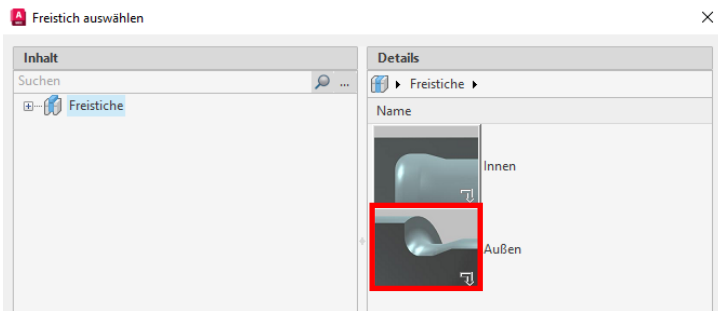 Freistich auswählen
Inhalt
Suchen
...
Freistiche
Details
Freistiche
Name
Innen
Außen